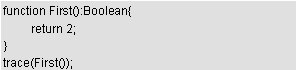 function First():Boolean{
return 2;
}
trace(First());